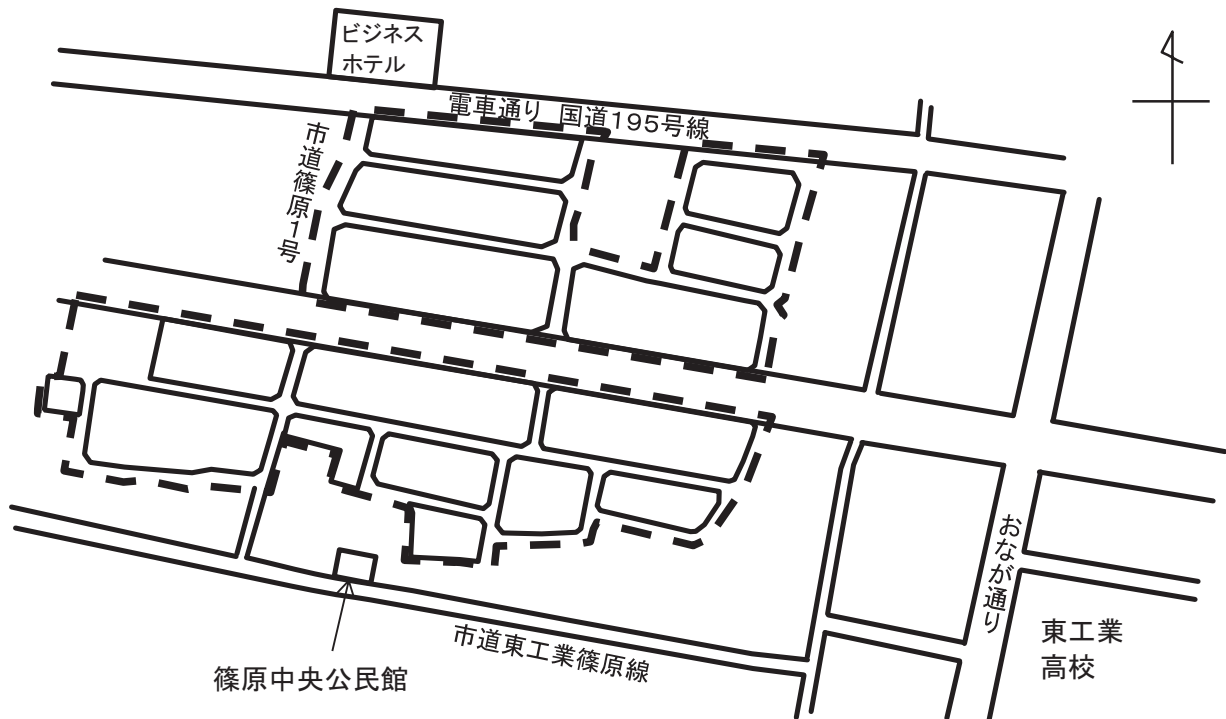 ビジネス
ホテル
電車通り 国道195号線
市道篠原1号
おなが通り
東工業
高校
市道東工業篠原線
篠原中央公民館